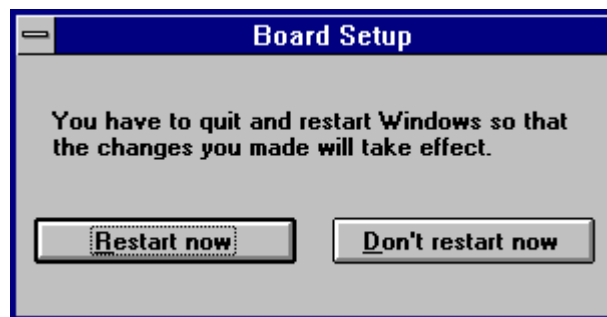 Board Setup
You have to quit and restart Windows so that
the changes you made will take effect.
Restart now
Don't restart now